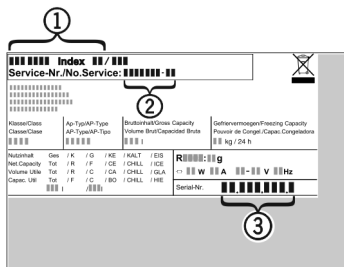 1
Index /
Service-Nr./No.Service: -
2
Klasse/Class
Classe/Clase
Ap-Typ/AP-Type
AP-Type/AP-Tipo
Bruttoinhalt/Gross Capacity
Volume Brut/Capacidad Bruta
l
Gefriervermoegen/Freezing Capacity
Pouvoir de Congel./Capac.Congeladora
kg / 24 h
Nutzinhalt Ges / K / G / KE / KALT / EIS
Net.Capacity Tot / R / F / CE / CHILL / ICE
Volume Utile Tot / R / C / CA / CHILL / GLA
Capac. Util Tot / F / C / BO / CHILL / HIE
l / l
R : g
W A - V Hz
Serial-Nr. . . .
3